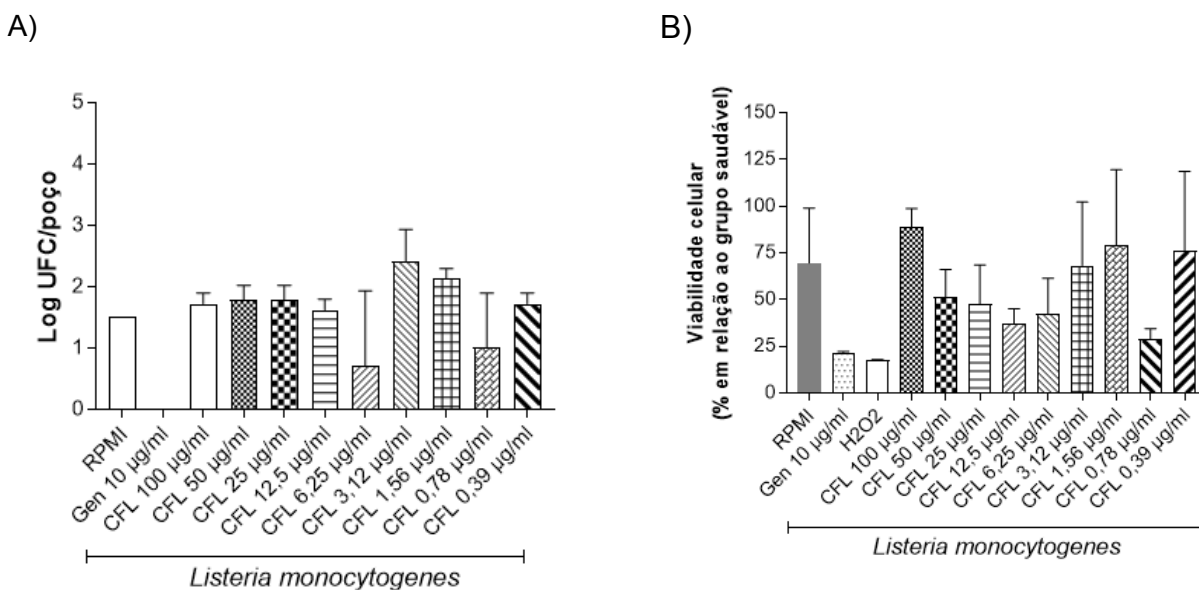 A)
Log UFC/poço
5
4
3
2
1
0
RPMI
Gen 10 µg/ml
CFL 100 µg/ml
CFL 50 µg/ml
CFL 25 µg/ml
CFL 12,5 µg/ml
CFL 6,25 µg/ml
CFL 3,12 µg/ml
CFL 1,56 µg/ml
CFL 0,78 µg/ml
CFL 0,39 µg/ml
Listeria monocytogenes
B)
Viabilidade celular
(% em relação ao grupo saudável)
150
125
100
75
50
25
0
RPMI
Gen 10 µg/ml
H2O2
CFL 100 µg/ml
CFL 50 µg/ml
CFL 25 µg/ml
CFL 12,5 µg/ml
CFL 6,25 µg/ml
CFL 3,12 µg/ml
CFL 1,56 µg/ml
CFL 0,78 µg/ml
CFL 0,39 µg/ml
Listeria monocytogenes